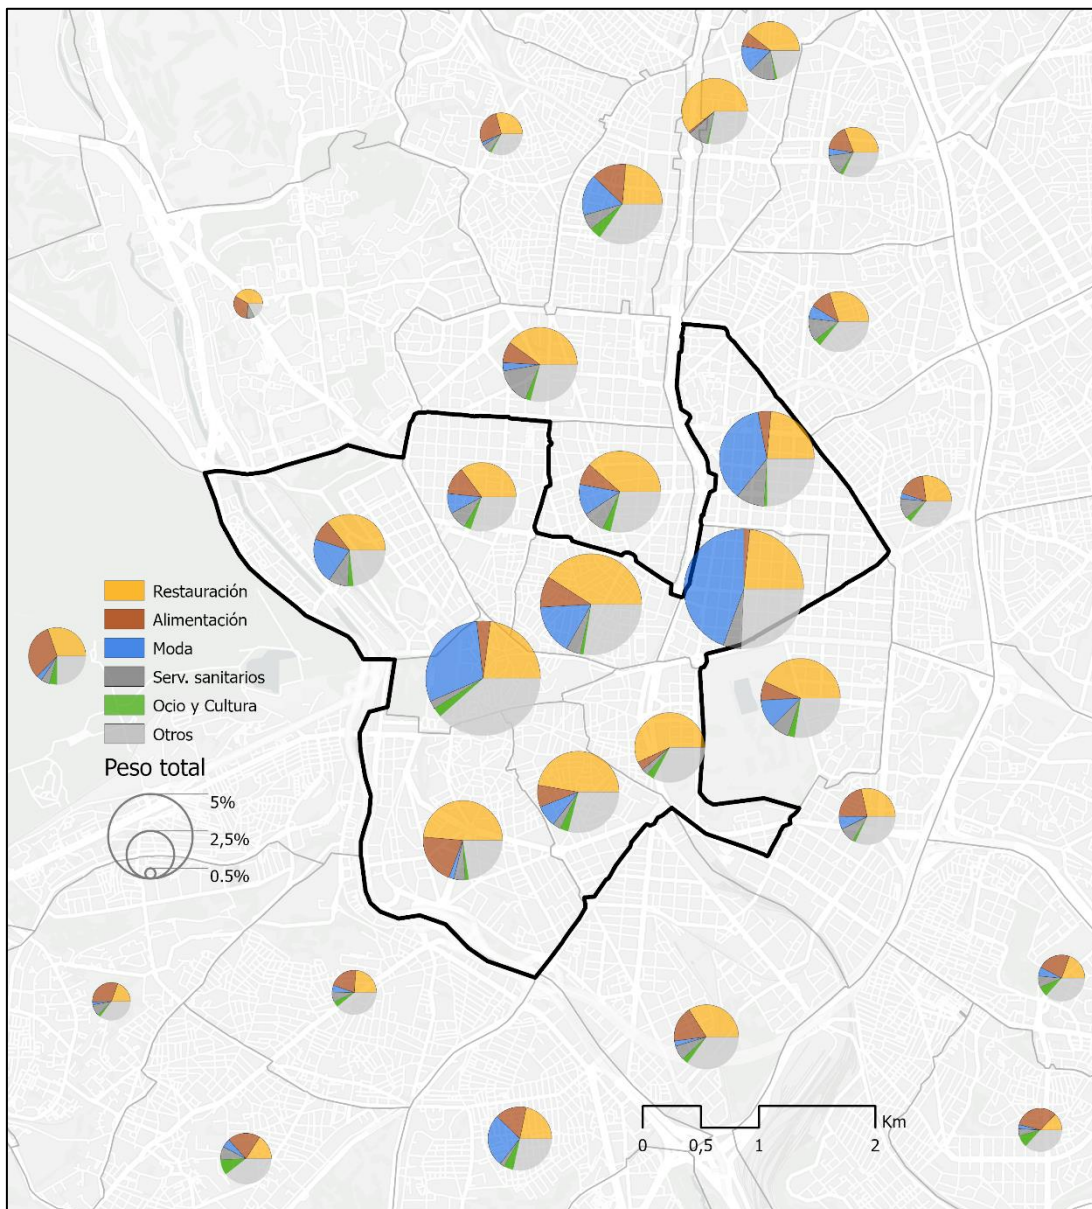 Restauración
Alimentación
Moda
Serv. sanitarios
Ocio y Cultura
Otros
Peso total
5%
2,5%
0.5%
Km
0 0,5 1 2